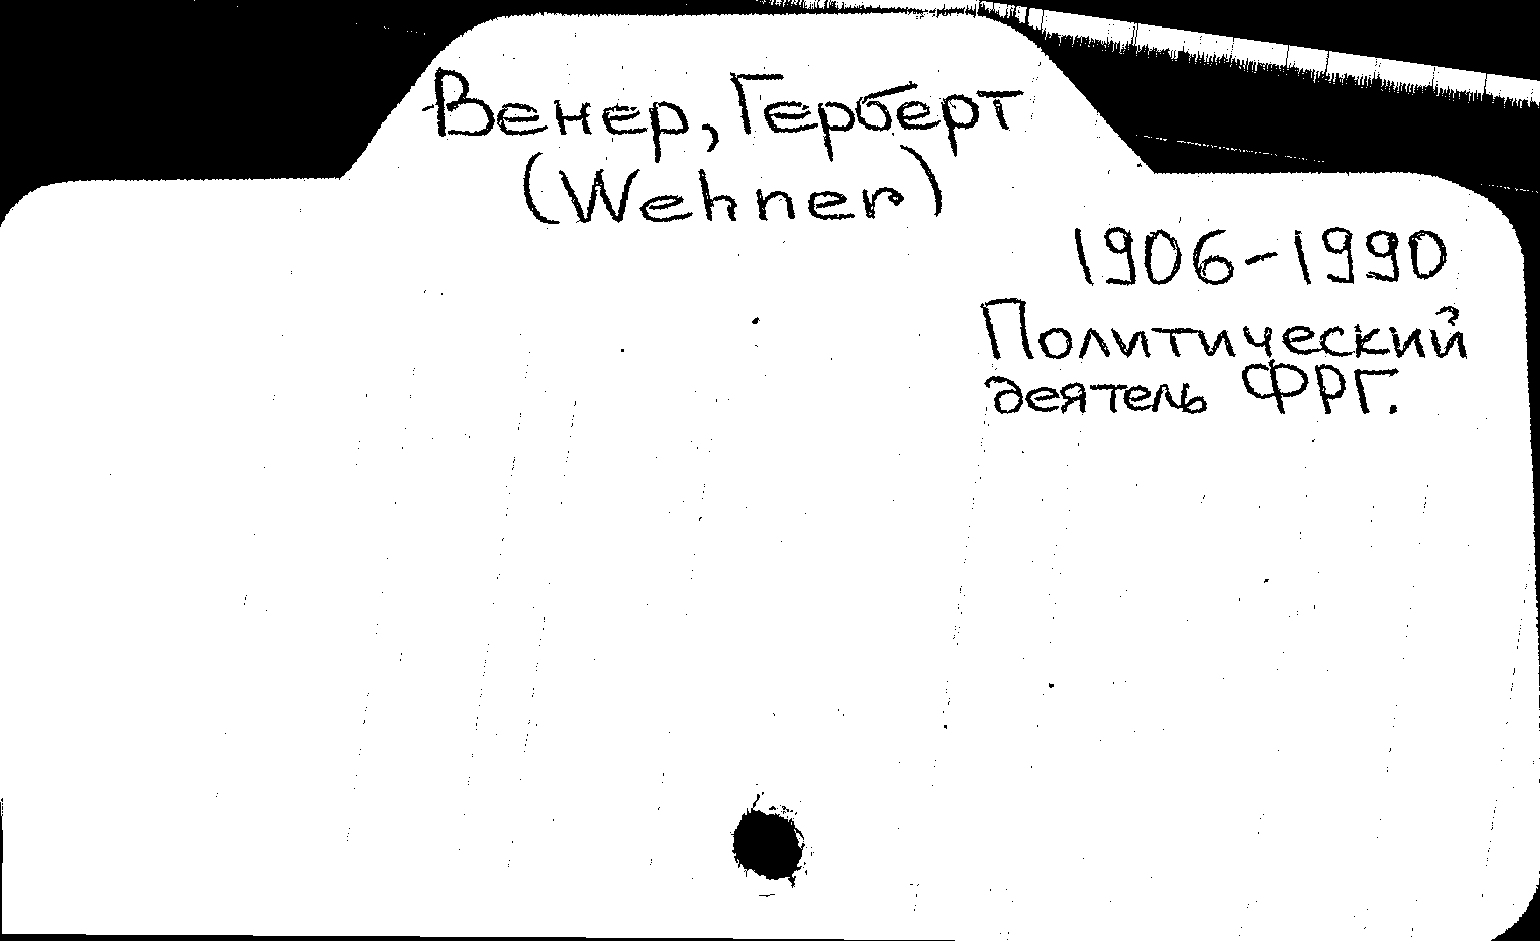 Венер, Герберт
(Wehner)
1906-1990
Политический
деятель ФРГ.